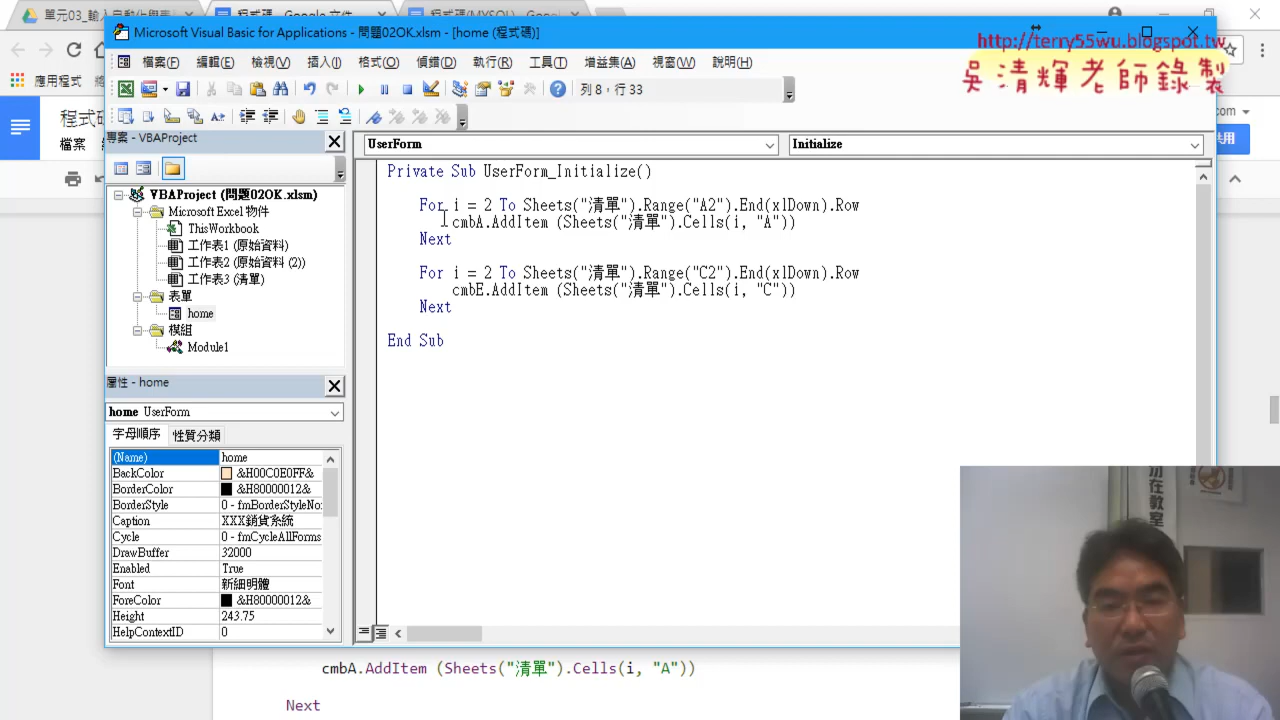 單元03_輸入自動化與
程式碼 - Google 文件
程式碼(MYSQL) - Goo
應用程式
程式碼
檔案
Microsoft Visual Basic for Applications - 問題02OK.xlsm - [home (程式碼)]
http://terry55wu.blogspot.tw
吳清輝老師錄製
檔案(F) 編輯(E) 檢視(V) 插入(I) 格式(O) 偵錯(D) 執行(R) 工具(T) 增益集(A) 視窗(W) 說明(H)
列 8，行 33
專案 - VBAProject
VBAProject (問題02OK.xlsm)
Microsoft Excel 物件
ThisWorkbook
工作表1 (原始資料)
工作表2 (原始資料 (2))
工作表3 (清單)
表單
home
模組
Module1
屬性 - home
home UserForm
字母順序 性質分類
(Name) home
BackColor &H00C0E0FF&
BorderColor &H80000012&
BorderStyle 0 - fmBorderStyleNo
Caption XXX銷貨系統
Cycle 0 - fmCycleAllForms
DrawBuffer 32000
Enabled True
Font 新細明體
ForeColor &H80000012&
Height 243.75
HelpContextID 0
UserForm
Initialize
Private Sub UserForm_Initialize()
For i = 2 To Sheets("清單").Range("A2").End(xlDown).Row
cmbA.AddItem (Sheets("清單").Cells(i, "A"))
Next
For i = 2 To Sheets("清單").Range("C2").End(xlDown).Row
cmbE.AddItem (Sheets("清單").Cells(i, "C"))
Next
End Sub
cmbA.AddItem (Sheets("清單").Cells(i, "A"))
Next
com
共用
別在教室